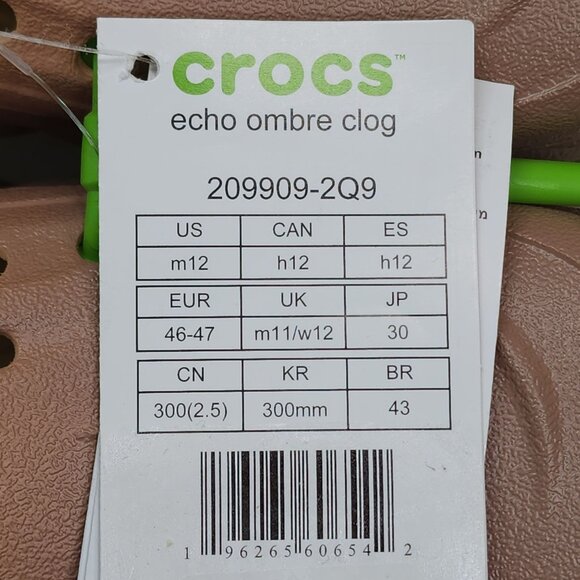 crocs™
echo ombre clog
209909-2Q9
US CAN ES
m12 h12 h12
EUR UK JP
46-47 m11/w12 30
CN KR BR
300(2.5) 300mm 43
1 96265 60654 2